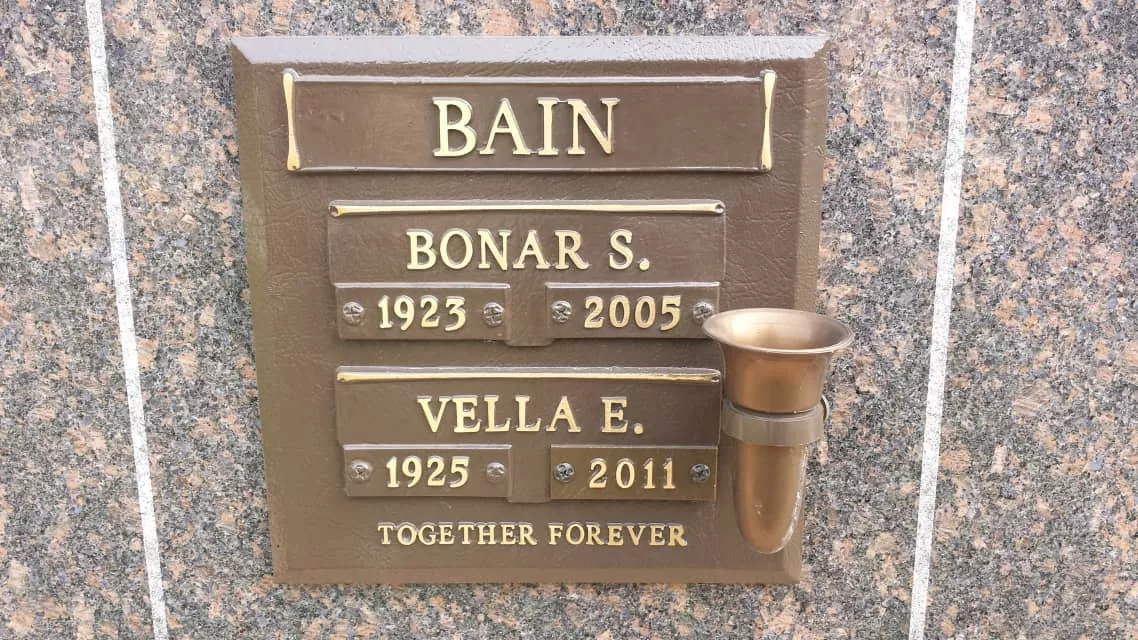 BAIN
BONAR S.
1923 2005
VELLA E.
1925 2011
TOGETHER FOREVER